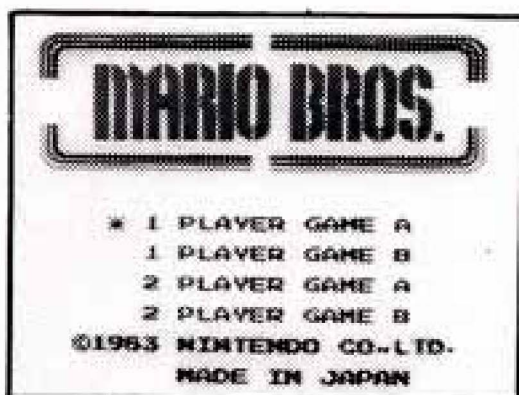 MARIO BROS.
* 1 PLAYER GAME A
1 PLAYER GAME B
2 PLAYER GAME A
2 PLAYER GAME B
©1983 NINTENDO CO.,LTD.
MADE IN JAPAN